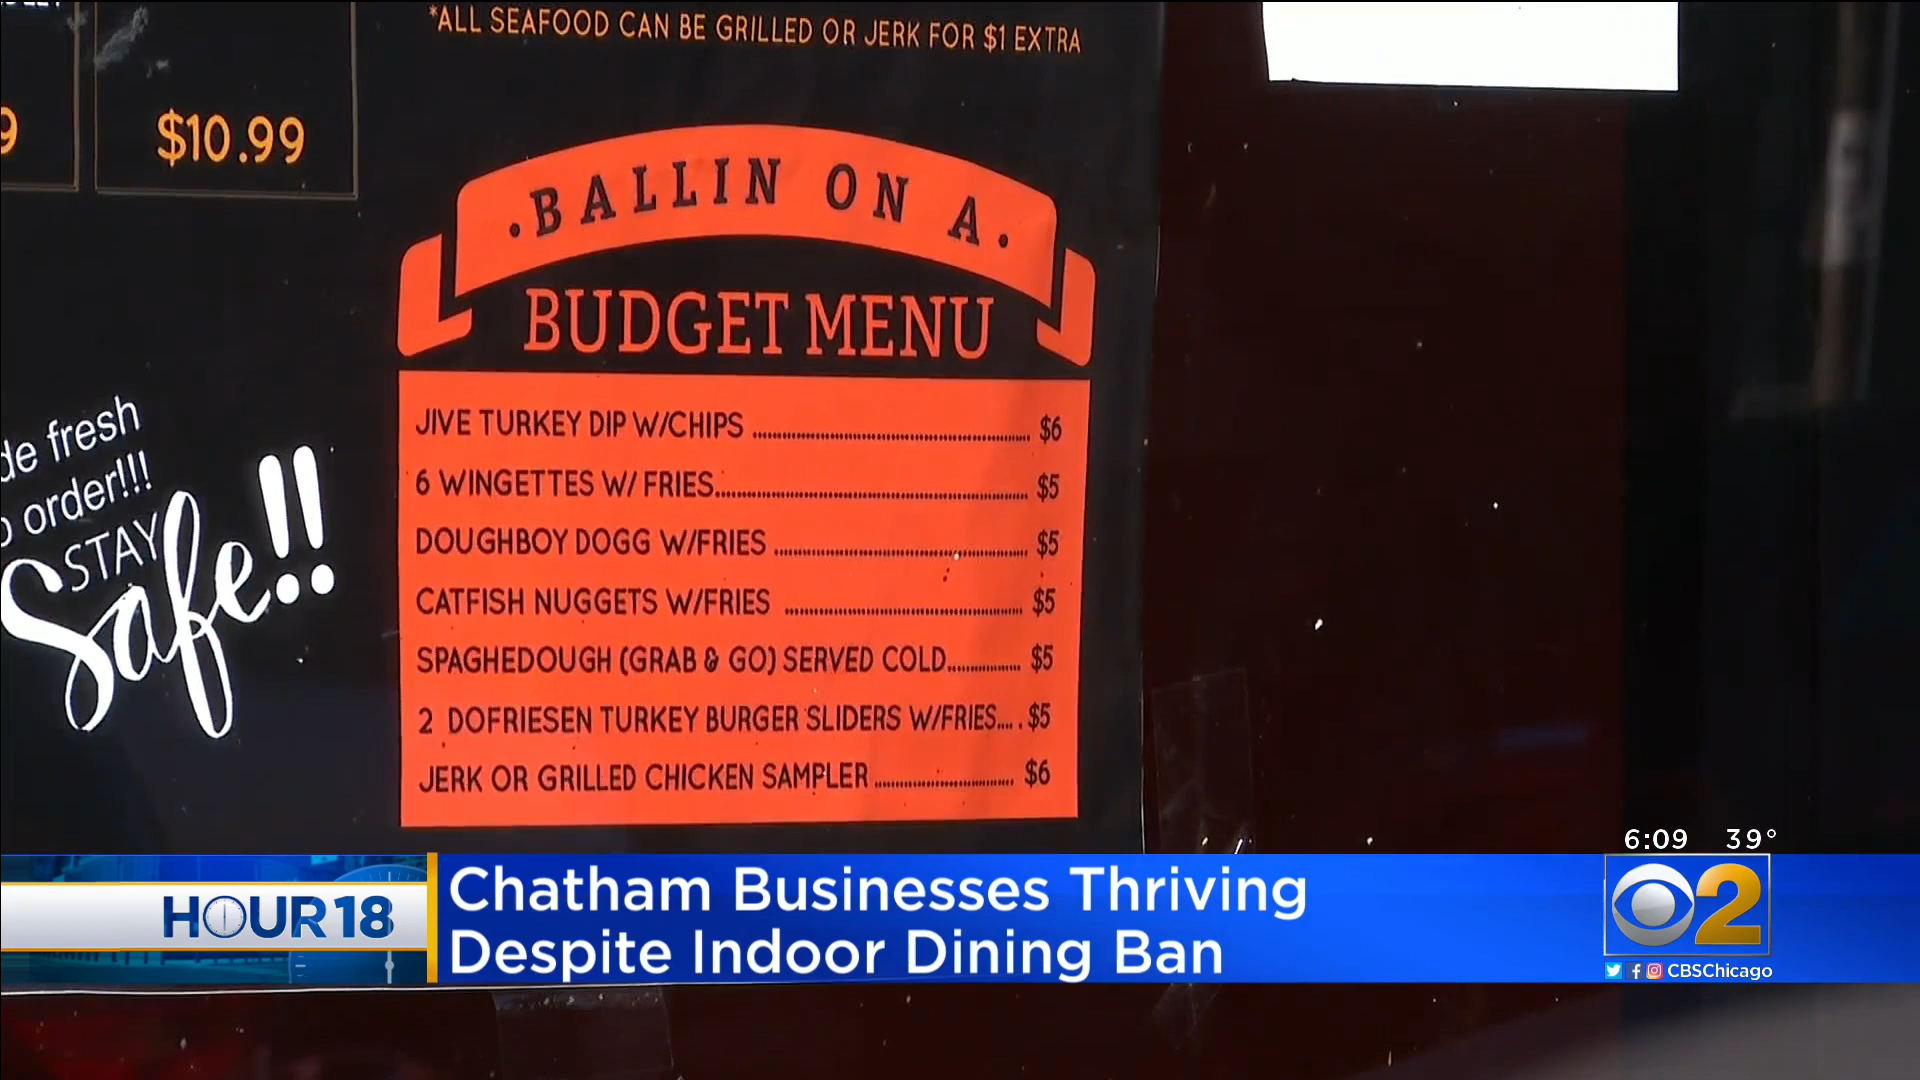 *ALL SEAFOOD CAN BE GRILLED OR JERK FOR $1 EXTRA
9
$10.99
.BALLIN ON A.
BUDGET MENU
JIVE TURKEY DIP W/CHIPS ........ $6
6 WINGETTES W/ FRIES........ $5
DOUGHBOY DOGG W/FRIES ........ $5
CATFISH NUGGETS W/FRIES ........ $5
SPAGHEDOUGH (GRAB & GO) SERVED COLD........ $5
2 DOFRIESEN TURKEY BURGER SLIDERS W/FRIES.... . $5
JERK OR GRILLED CHICKEN SAMPLER ........ $6
de fresh
o order!!!
STAY
Safe!!
6:09 39°
HOUR18
Chatham Businesses Thriving
Despite Indoor Dining Ban
2
CBSChicago